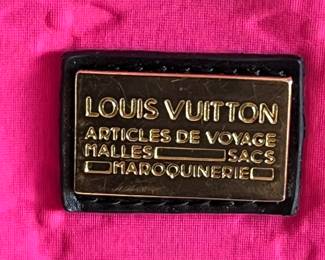 LOUIS VUITTON
ARTICLES DE VOYAGE
MALLES SACS
MAROQUINERIE